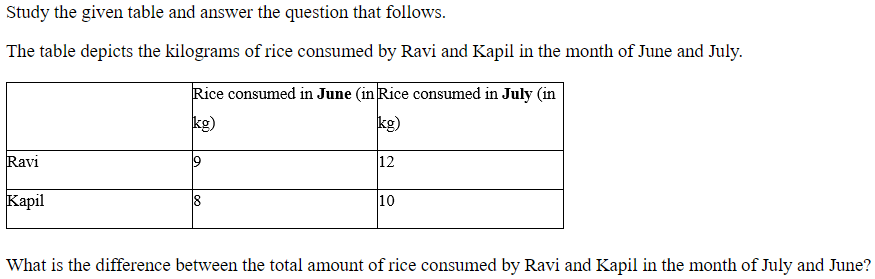 Study the given table and answer the question that follows.
The table depicts the kilograms of rice consumed by Ravi and Kapil in the month of June and July.
Rice consumed in June (in kg)
Rice consumed in July (in kg)
Ravi 9 12
Kapil 8 10
What is the difference between the total amount of rice consumed by Ravi and Kapil in the month of July and June?